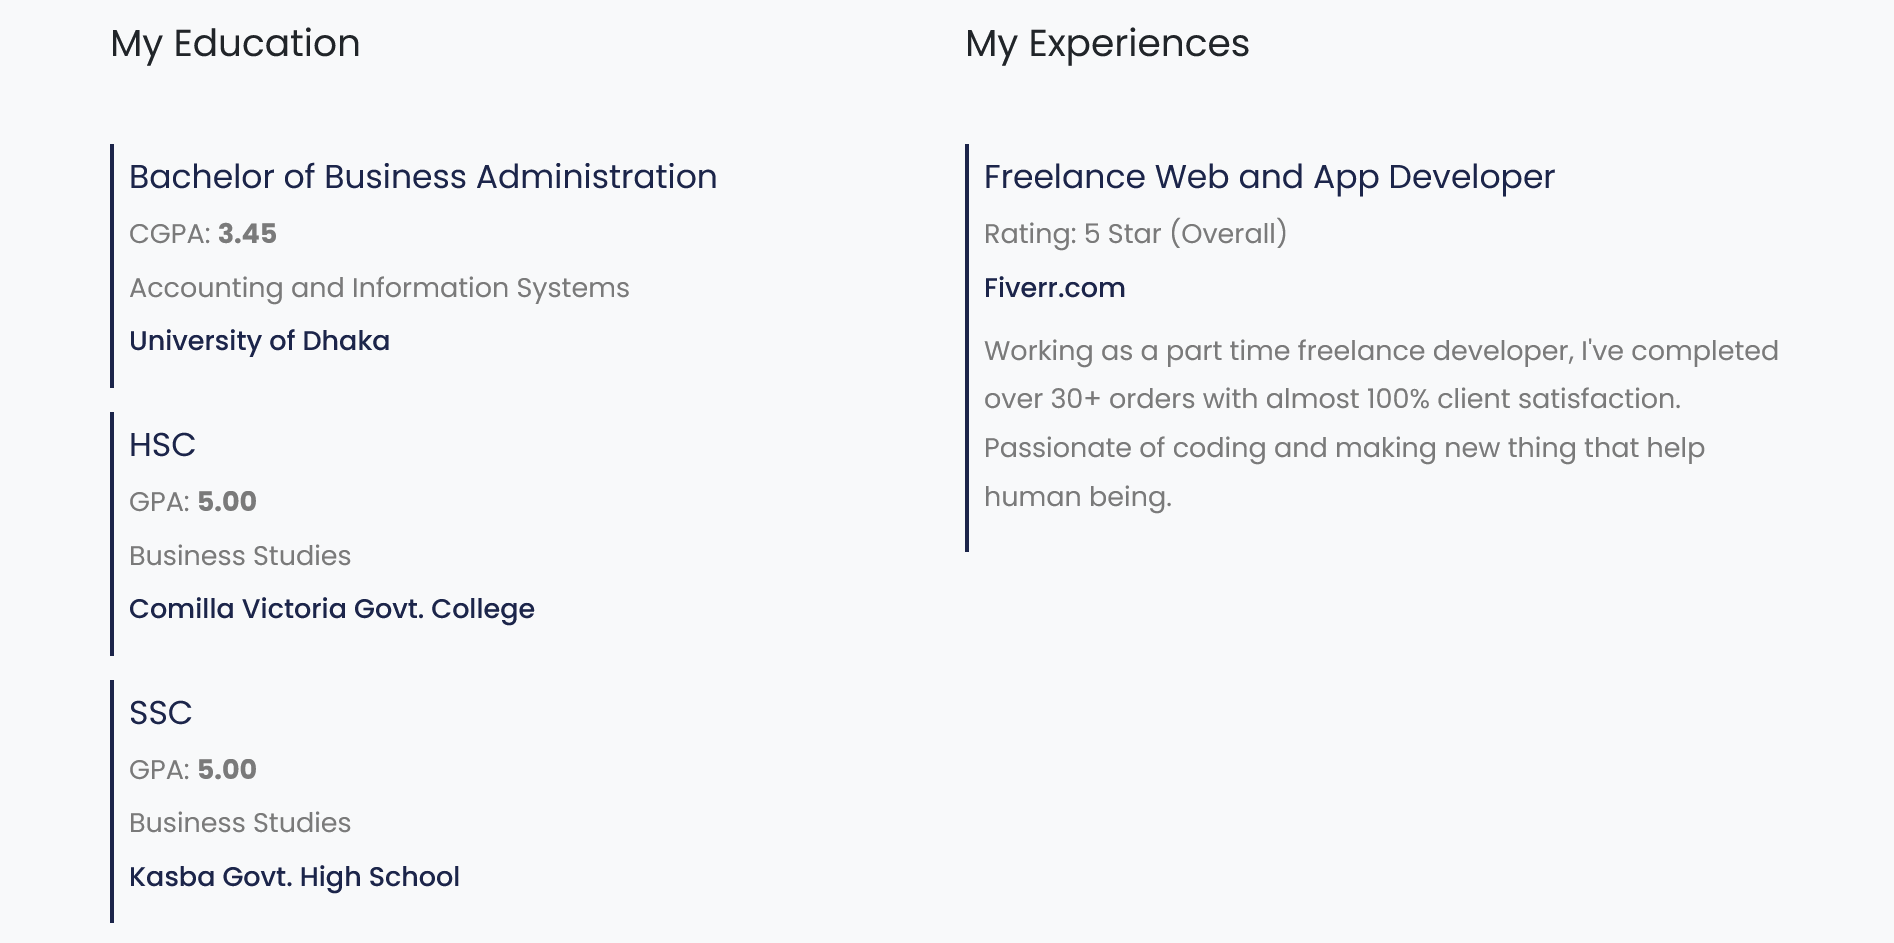 My Education
Bachelor of Business Administration
CGPA: 3.45
Accounting and Information Systems
University of Dhaka
HSC
GPA: 5.00
Business Studies
Comilla Victoria Govt. College
SSC
GPA: 5.00
Business Studies
Kasba Govt. High School
My Experiences
Freelance Web and App Developer
Rating: 5 Star (Overall)
Fiverr.com
Working as a part time freelance developer, I've completed
over 30+ orders with almost 100% client satisfaction.
Passionate of coding and making new thing that help
human being.